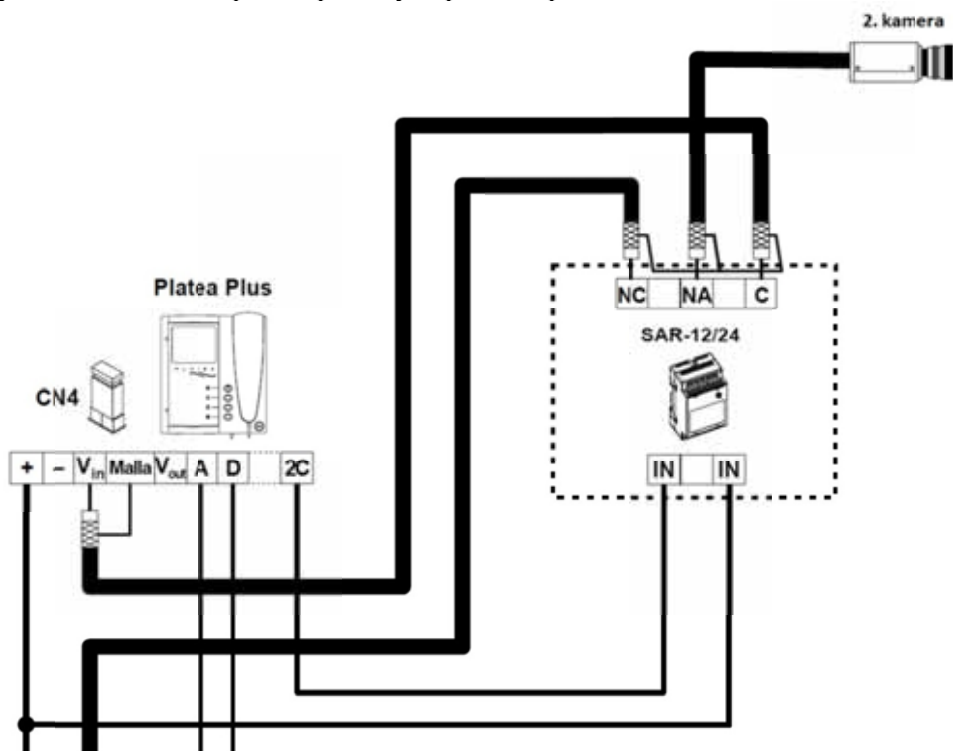 2. kamera
NC NA C
SAR-12/24
Platea Plus
CN4
+ – Vin Malla Vout A D 2C
IN IN